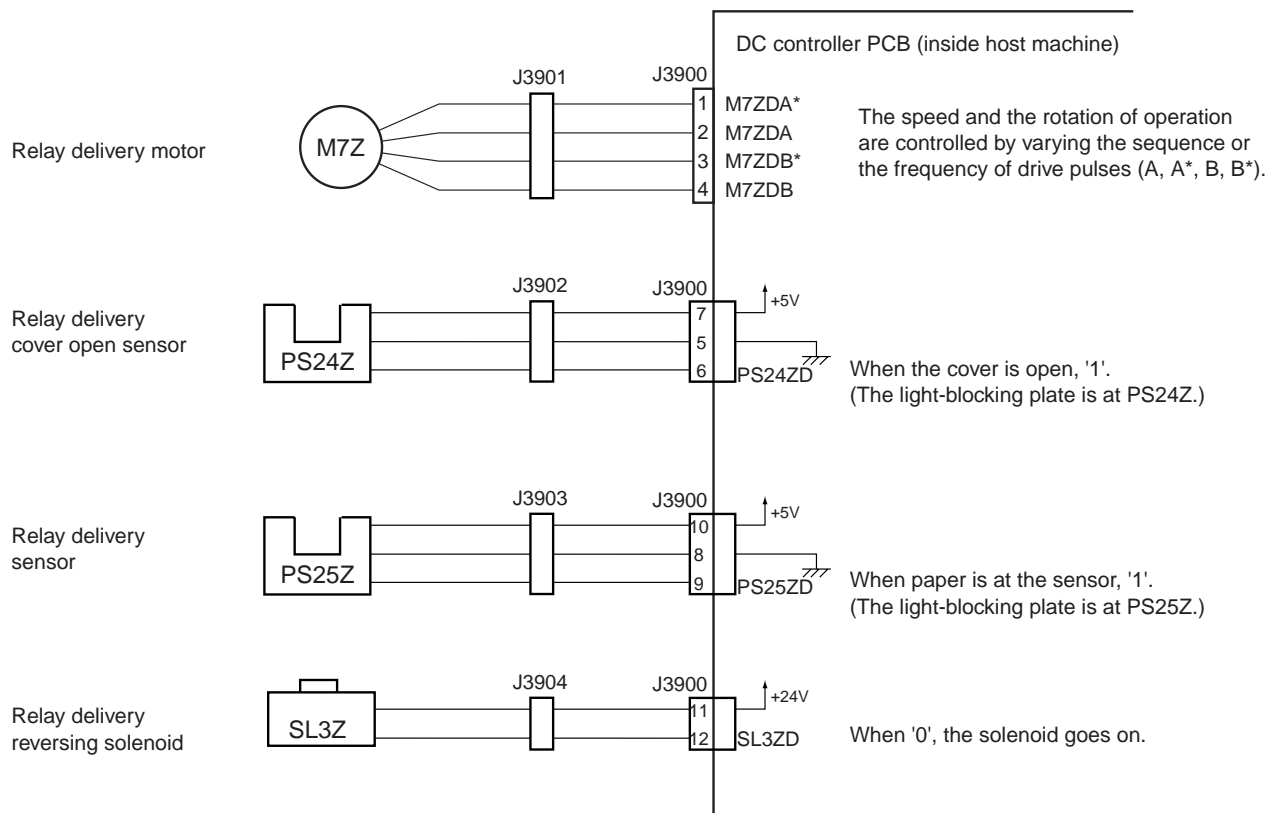 DC controller PCB (inside host machine)
J3901
J3900
Relay delivery motor
M7Z
1
M7ZDA*
2
M7ZDA
3
M7ZDB*
4
M7ZDB
The speed and the rotation of operation
are controlled by varying the sequence or
the frequency of drive pulses (A, A*, B, B*).
J3902
J3900
Relay delivery
cover open sensor
PS24Z
7
+5V
5
6
PS24ZD
When the cover is open, '1'.
(The light-blocking plate is at PS24Z.)
J3903
J3900
Relay delivery
sensor
PS25Z
10
+5V
8
9
PS25ZD
When paper is at the sensor, '1'.
(The light-blocking plate is at PS25Z.)
J3904
J3900
Relay delivery
reversing solenoid
SL3Z
11
+24V
12
SL3ZD
When '0', the solenoid goes on.